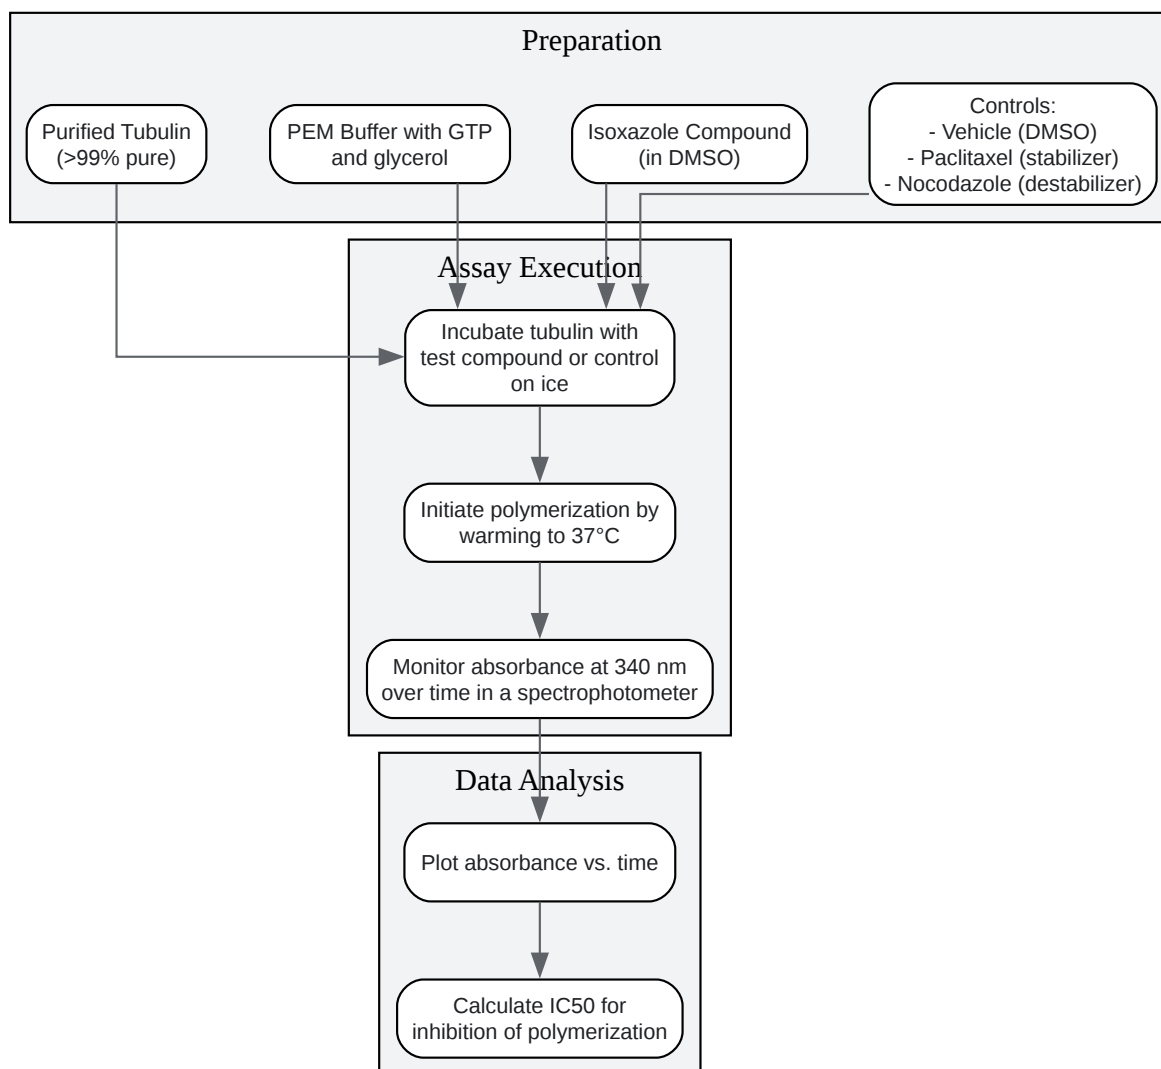 Preparation
Purified Tubulin
(>99% pure)
PEM Buffer with GTP
and glycerol
Isoxazole Compound
(in DMSO)
Controls:
- Vehicle (DMSO)
- Paclitaxel (stabilizer)
- Nocodazole (destabilizer)
Assay Execution
Incubate tubulin with
test compound or control
on ice
Initiate polymerization by
warming to 37°C
Monitor absorbance at 340 nm
over time in a spectrophotometer
Data Analysis
Plot absorbance vs. time
Calculate IC50 for
inhibition of polymerization